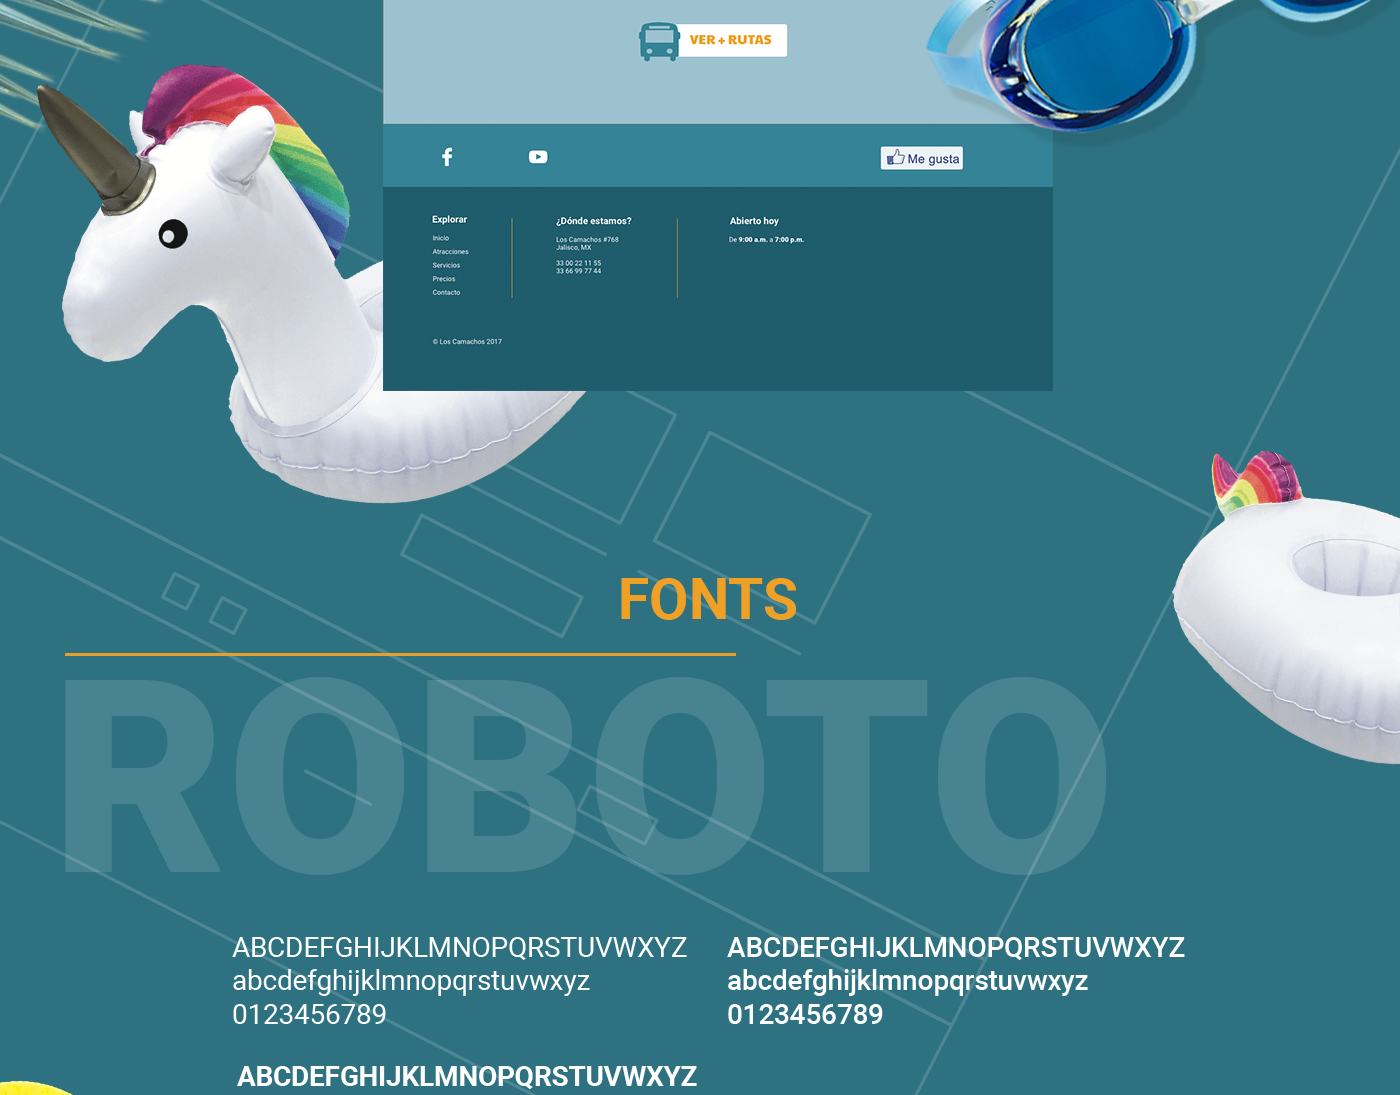 VER + RUTAS
Me gusta
Explorar
Inicio
Atracciones
Servicios
Precios
Contacto
¿Dónde estamos?
Los Camachos #768
Jalisco, MX
33 00 22 11 55
33 66 99 77 44
Abierto hoy
De 9:00 a.m. a 7:00 p.m.
© Los Camachos 2017
FONTS
ROBOTO
ABCDEFGHIJKLMNOPQRSTUVWXYZ
abcdefghijklmnopqrstuvwxyz
0123456789
ABCDEFGHIJKLMNOPQRSTUVWXYZ
abcdefghijklmnopqrstuvwxyz
0123456789
ABCDEFGHIJKLMNOPQRSTUVWXYZ